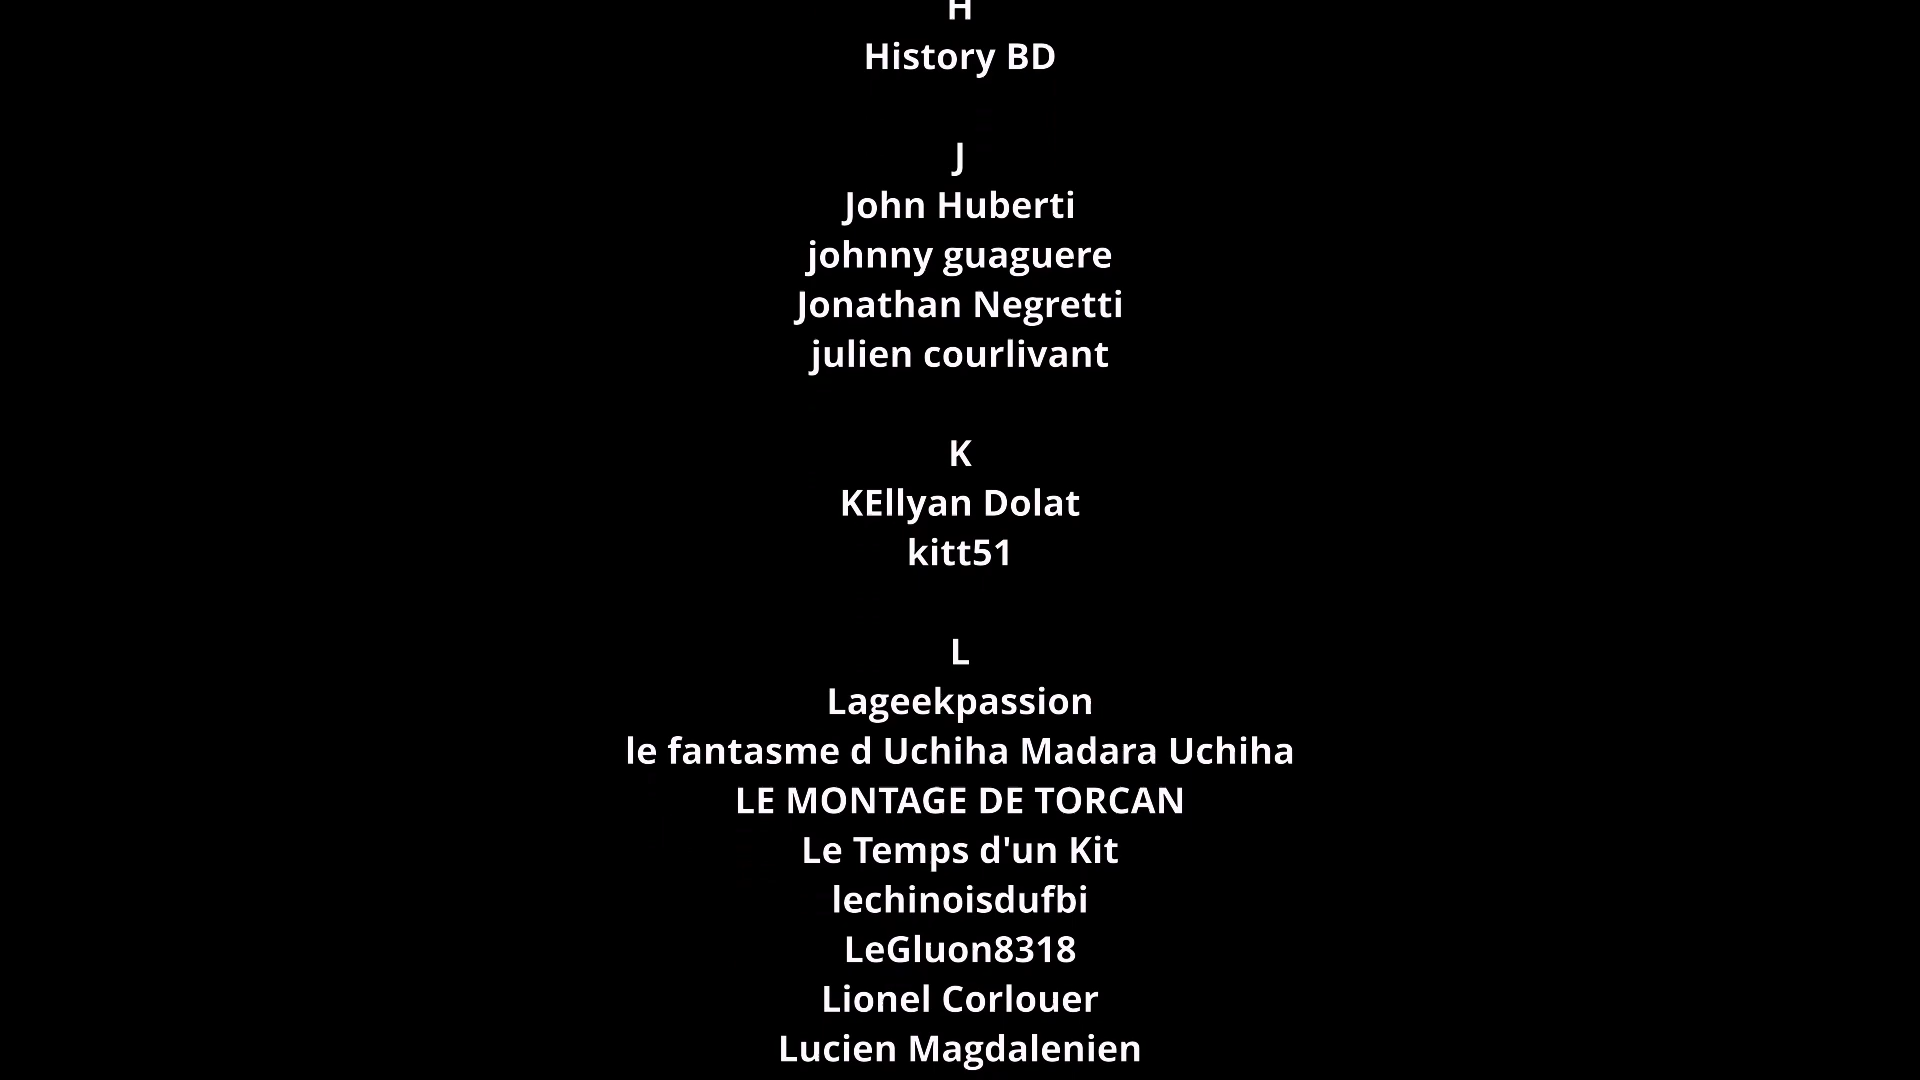 H
History BD
J
John Huberti
johnny guaguere
Jonathan Negretti
julien courlivant
K
KEllyan Dolat
kitt51
L
Lageekpassion
le fantasme d Uchiha Madara Uchiha
LE MONTAGE DE TORCAN
Le Temps d'un Kit
lechinoisdufbi
LeGluon8318
Lionel Corlouer
Lucien Magdalenien